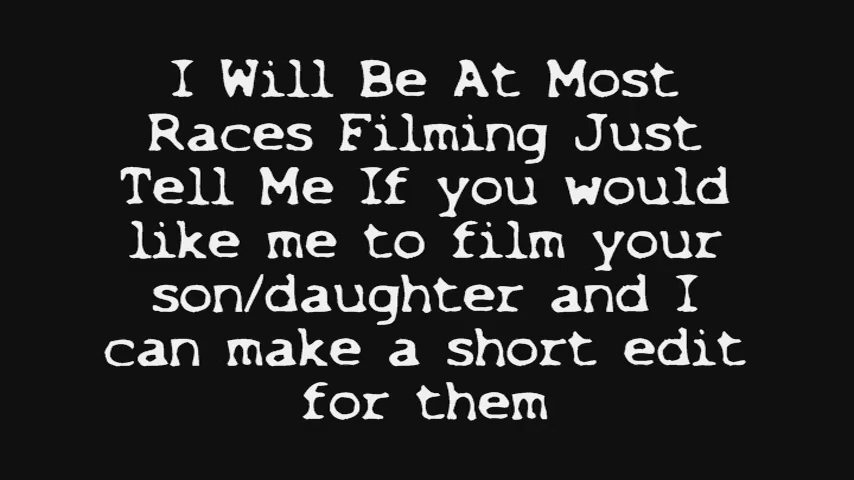 I Will Be At Most
Races Filming Just
Tell Me If you would
like me to film your
son/daughter and I
can make a short edit
for them